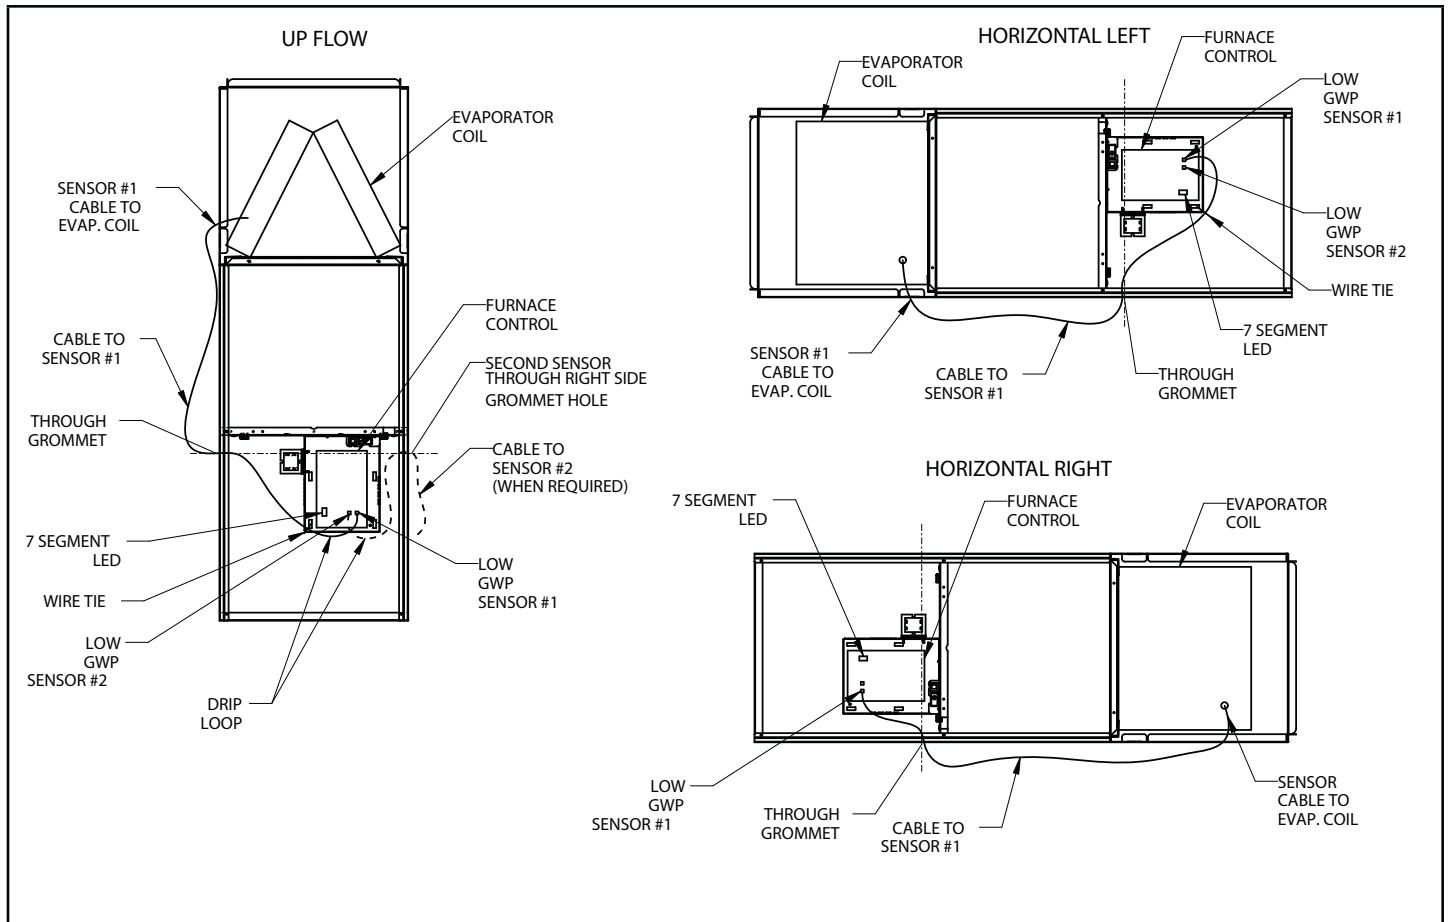 UP FLOW
EVAPORATOR
COIL
SENSOR #1
CABLE TO
EVAP. COIL
FURNACE
CONTROL
CABLE TO
SENSOR #1
SECOND SENSOR
THROUGH RIGHT SIDE
GROMMET HOLE
THROUGH
GROMMET
CABLE TO
SENSOR #2
(WHEN REQUIRED)
7 SEGMENT
LED
LOW
GWP
SENSOR #1
WIRE TIE
LOW
GWP
SENSOR #2
DRIP
LOOP
HORIZONTAL LEFT
FURNACE
CONTROL
EVAPORATOR
COIL
LOW
GWP
SENSOR #1
LOW
GWP
SENSOR #2
WIRE TIE
7 SEGMENT
LED
SENSOR #1
CABLE TO
EVAP. COIL
CABLE TO
SENSOR #1
THROUGH
GROMMET
HORIZONTAL RIGHT
7 SEGMENT
LED
FURNACE
CONTROL
EVAPORATOR
COIL
LOW
GWP
SENSOR #1
THROUGH
GROMMET
CABLE TO
SENSOR #1
SENSOR
CABLE TO
EVAP. COIL